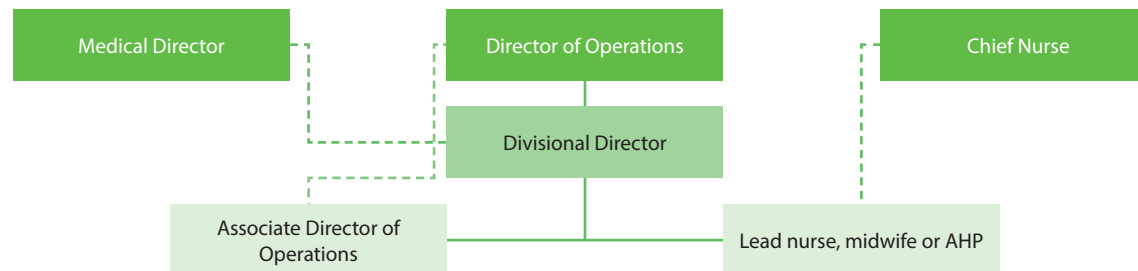 Medical Director
Director of Operations
Chief Nurse
Divisional Director
Associate Director of
Operations
Lead nurse, midwife or AHP